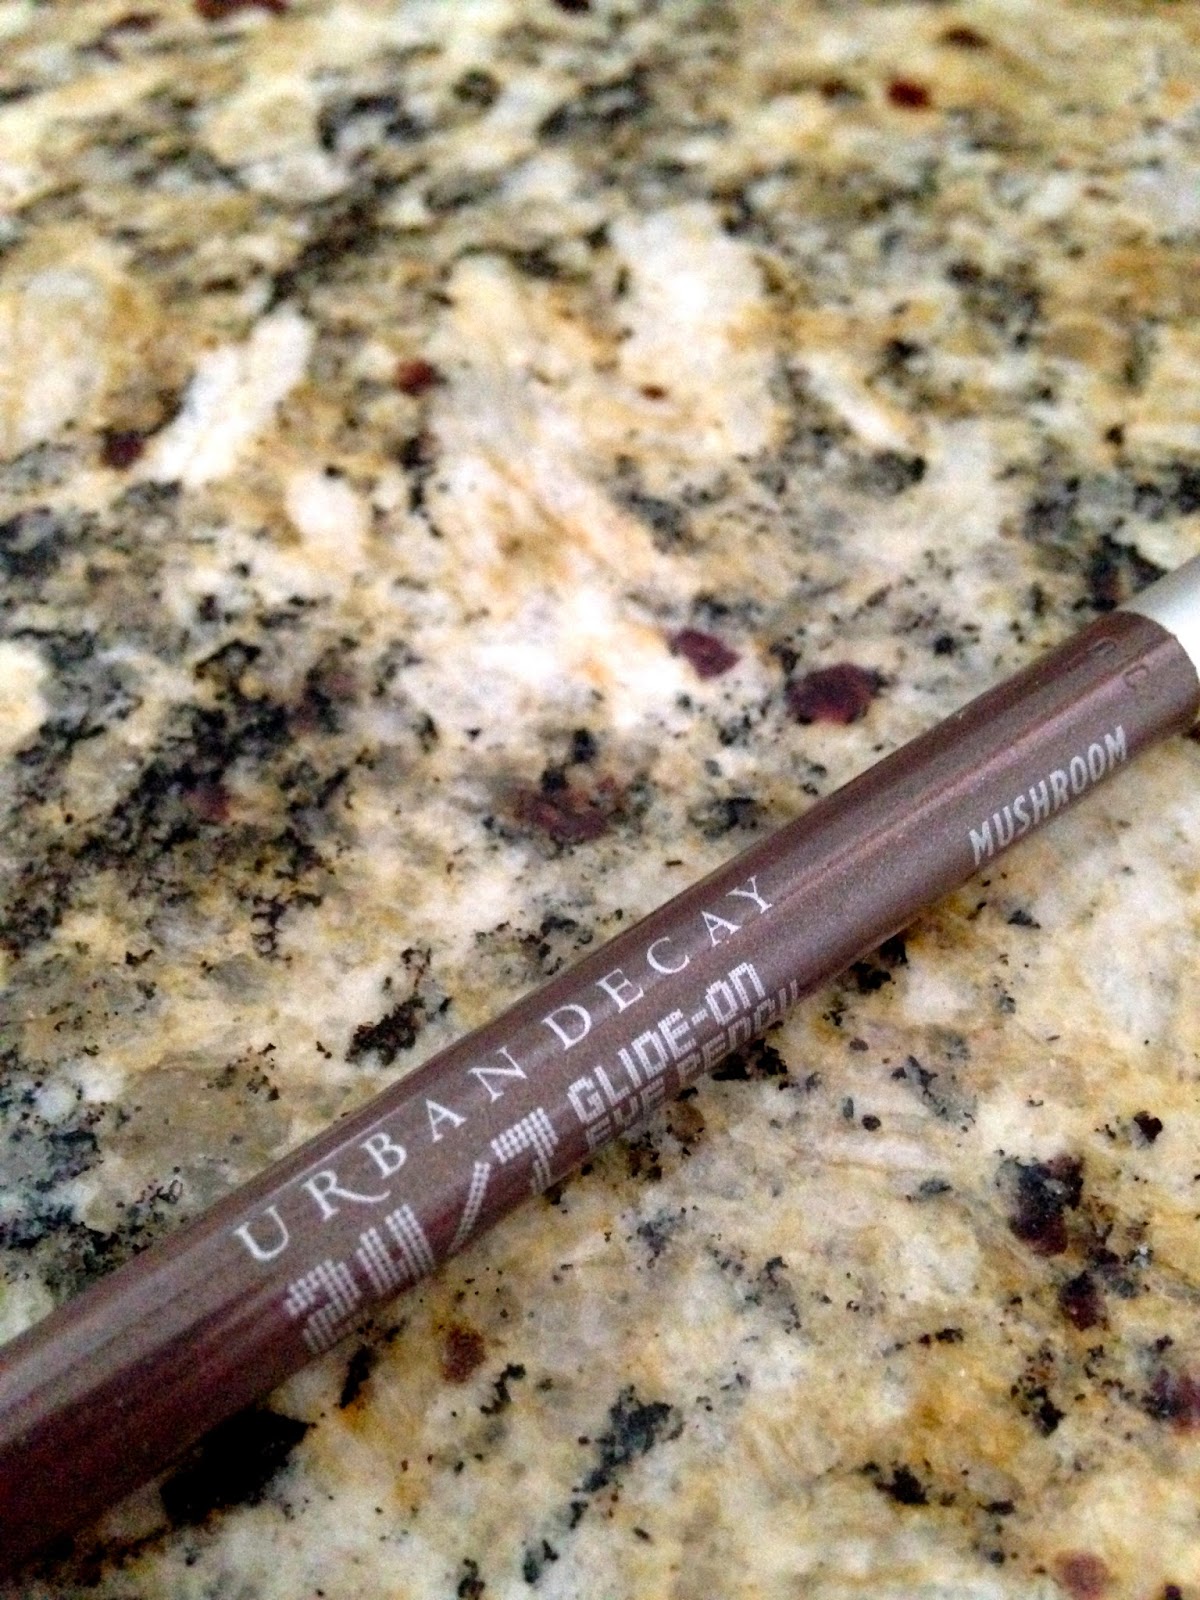 URBAN DECAY
24/7 GLIDE-ON
EYE PENCIL
MUSHROOM